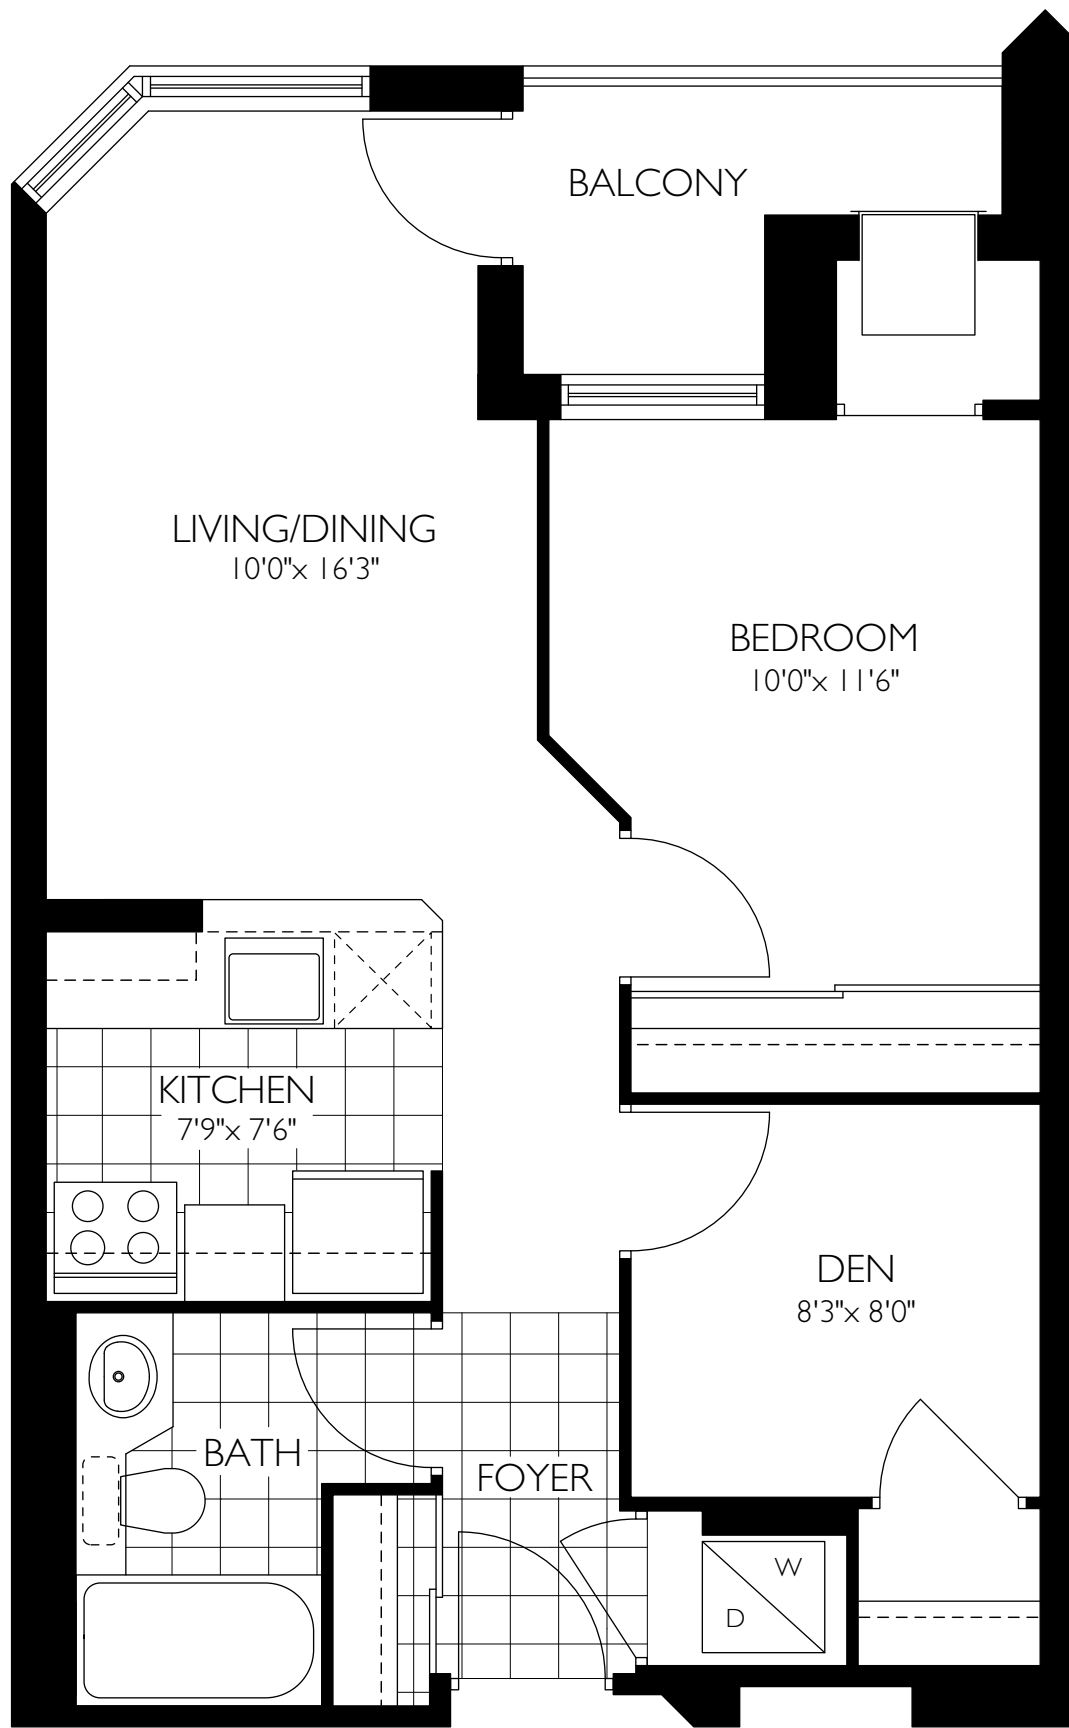 BALCONY
LIVING/DINING
10'0"x 16'3"
BEDROOM
10'0"x 11'6"
KITCHEN
7'9"x 7'6"
DEN
8'3"x 8'0"
BATH
FOYER
W
D